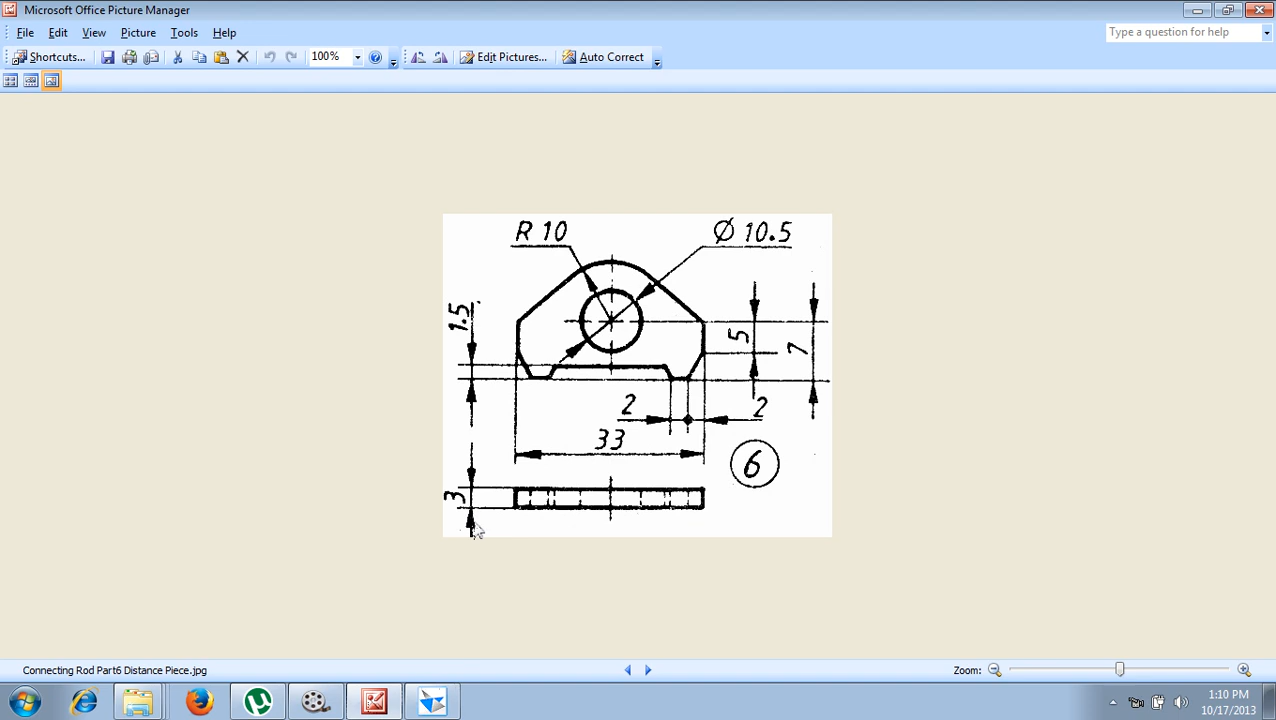 Microsoft Office Picture Manager
File Edit View Picture Tools Help
Type a question for help
Shortcuts... 100% Edit Pictures... Auto Correct
R 10
Ø 10.5
1.5
5
7
2
2
33
6
3
Connecting Rod Part6 Distance Piece.jpg
Zoom:
1:10 PM
10/17/2013